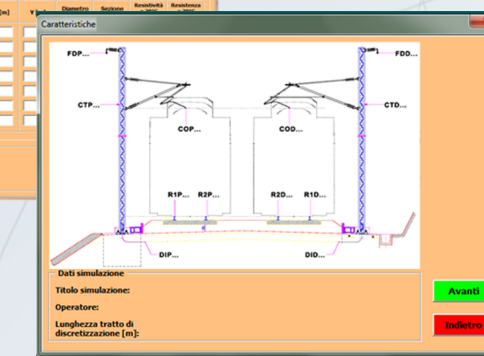 Diametro Sezione Resistività Resistenza
[m] Y [m]
Caratteristiche
FDP... FDD...
CTP... CTD...
COP... COD...
R1P... R2P... R2D... R1D...
DIP... DID...
Dati simulazione
Titolo simulazione:
Operatore:
Lunghezza tratto di
discretizzazione [m]:
Avanti
Indietro